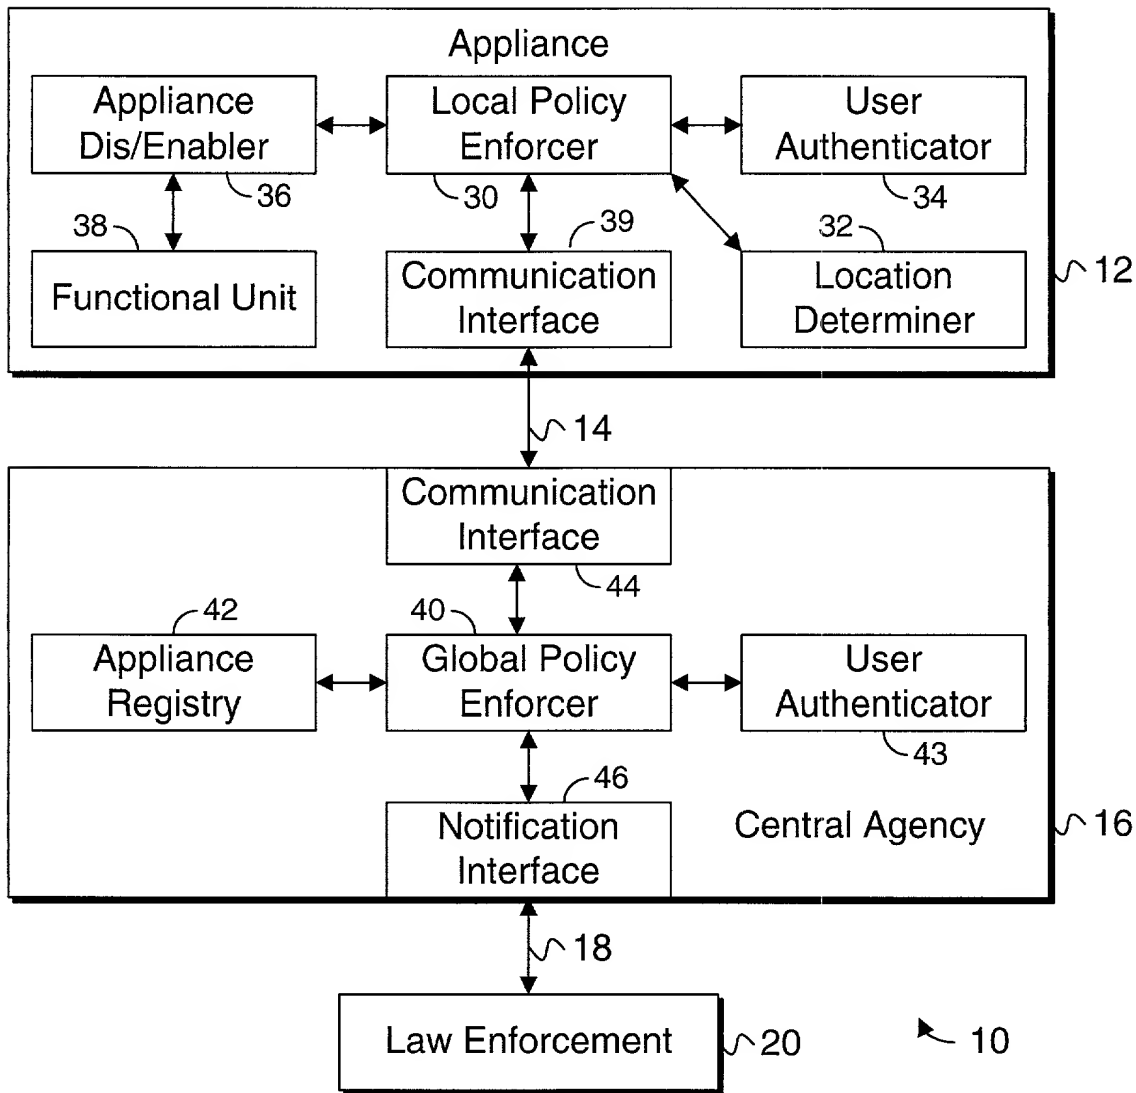 Appliance
Appliance
Dis/Enabler
Local Policy
Enforcer
User
Authenticator
36
30
34
38
39
32
Functional Unit
Communication
Interface
Location
Determiner
12
14
Communication
Interface
44
42
40
Appliance
Registry
Global Policy
Enforcer
User
Authenticator
43
46
Notification
Interface
Central Agency
16
18
Law Enforcement
20
10